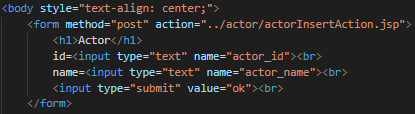 <body style="text-align: center;">
<form method="post" action="../actor/actorInsertAction.jsp">
<h1>Actor</h1>
id=<input type="text" name="actor_id"><br>
name=<input type="text" name="actor_name"><br>
<input type="submit" value="ok"><br>
</form>